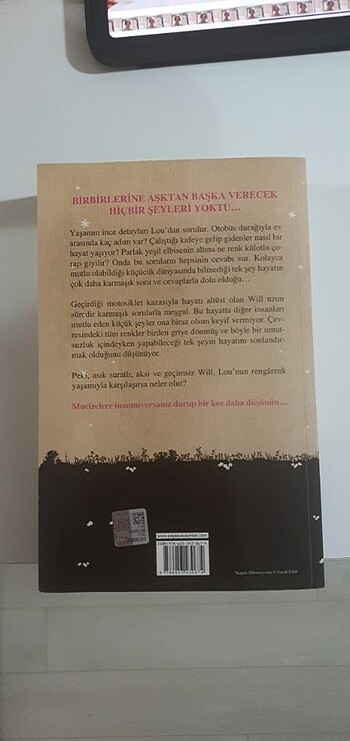 BİRBİRLERİNE AŞKTAN BAŞKA VERECEK
HİÇBİR ŞEYLERİ YOKTU…
Yaşamın ince detayları Lou'dan sorulur. Otobüs durağıyla ev
arasında kaç adım var? Çalıştığı kafeye gelip gidenler nasıl bir
hayat yaşıyor? Parlak yeşil elbisenin altına ne renk külotlu ço-
rap giyilir? Onda bu soruların hepsinin cevabı var. Kolayca
mutlu olabildiği küçücük dünyasında bilmediği tek şey hayatın
çok daha karmaşık soru ve cevaplarla dolu olduğu…
Geçirdiği motosiklet kazasıyla hayatı altüst olan Will uzun
süredir karmaşık sorularla meşgul. Bu hayatta diğer insanları
mutlu eden küçük şeyler ona biraz olsun keyif vermiyor. Çev-
resindeki tüm renkler birden griye dönmüş ve böyle bir umut-
suzluk içindeyken yapabileceği tek şeyin hayatını sonlandır-
mak olduğunu düşünüyor.
Peki, asık suratlı, aksi ve geçimsiz Will, Lou'nun rengârenk
yaşamıyla karşılaşırsa neler olur?
Mucizelere inanmıyorsanız durup bir kez daha düşünün…
www.pegasusyayinlari.com